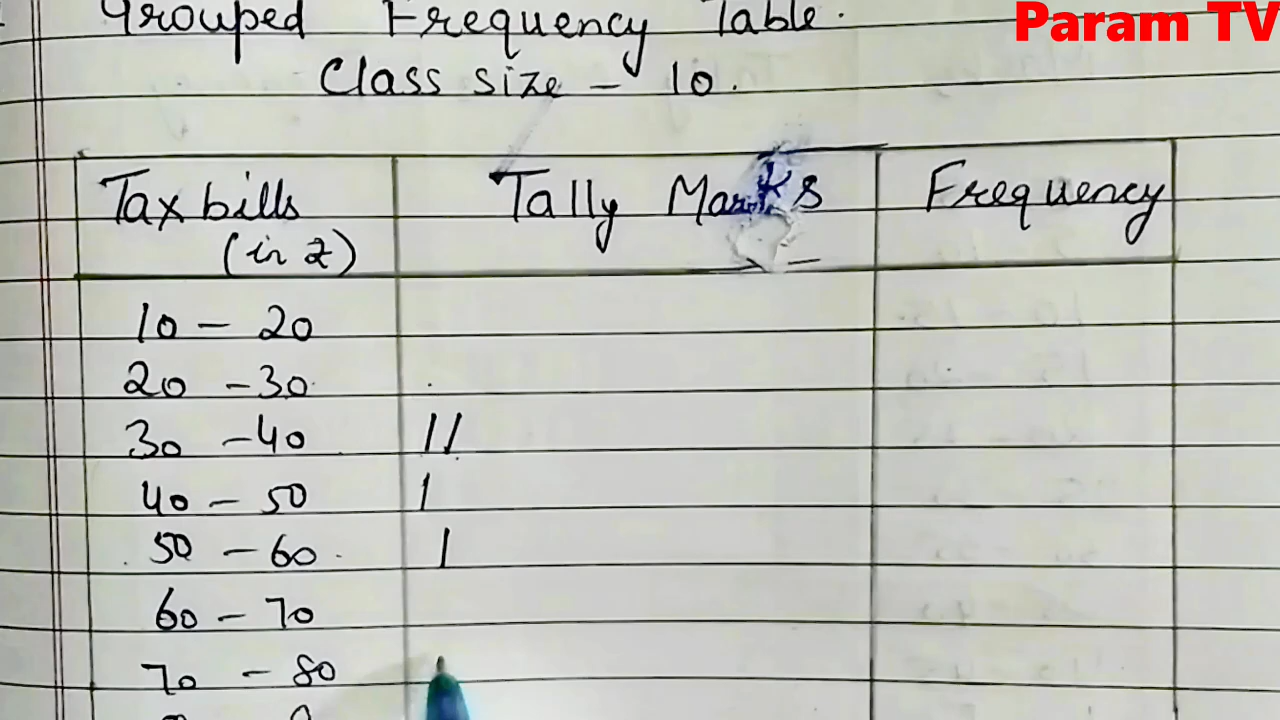 Param TV
Grouped Frequency Table.
Class size - 10.
Tax bills Tally Marks Frequency
(in ₹)
10 - 20
20 - 30
30 - 40 ||
40 - 50 |
50 - 60 |
60 - 70
70 - 80